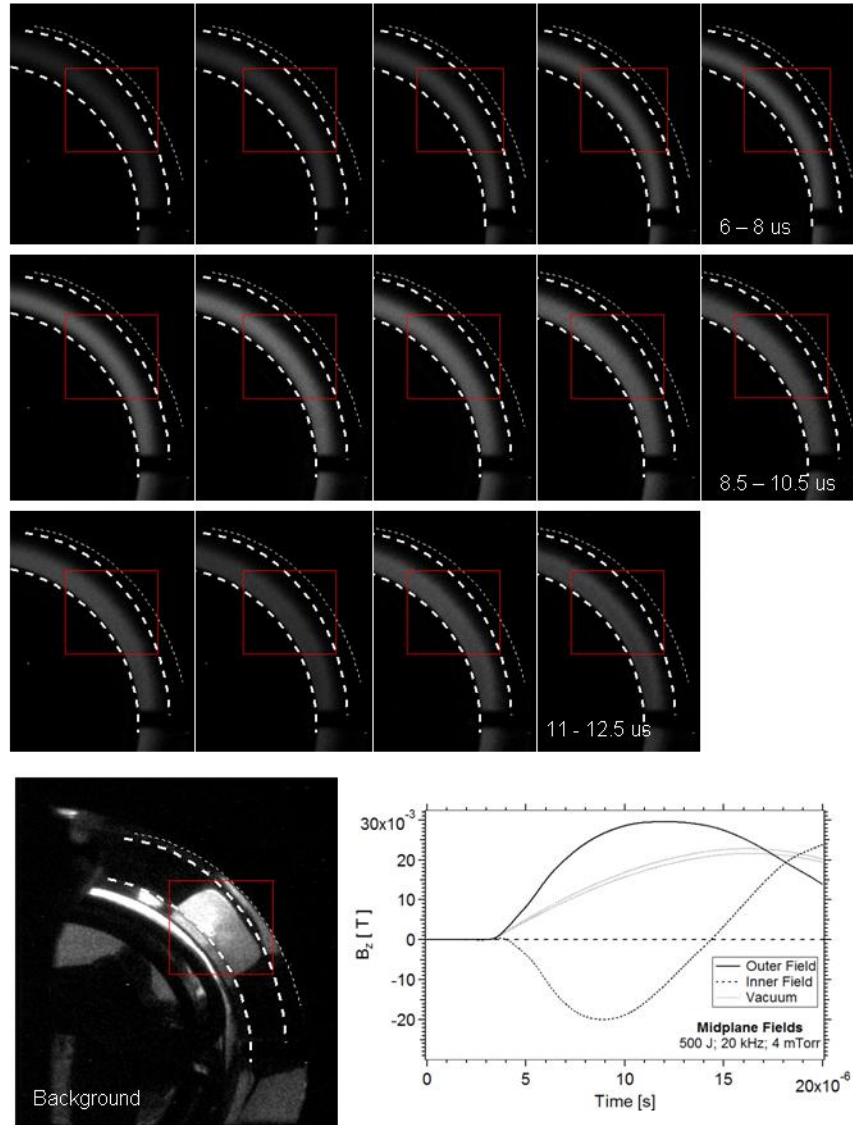 6 – 8 us
8.5 – 10.5 us
11 - 12.5 us
Background
30x10⁻³
20
10
0
-10
-20
B_z [ T ]
Outer Field
Inner Field
Vacuum
Midplane Fields
500 J; 20 kHz; 4 mTorr
0 5 10 15 20x10⁻⁶
Time [s]